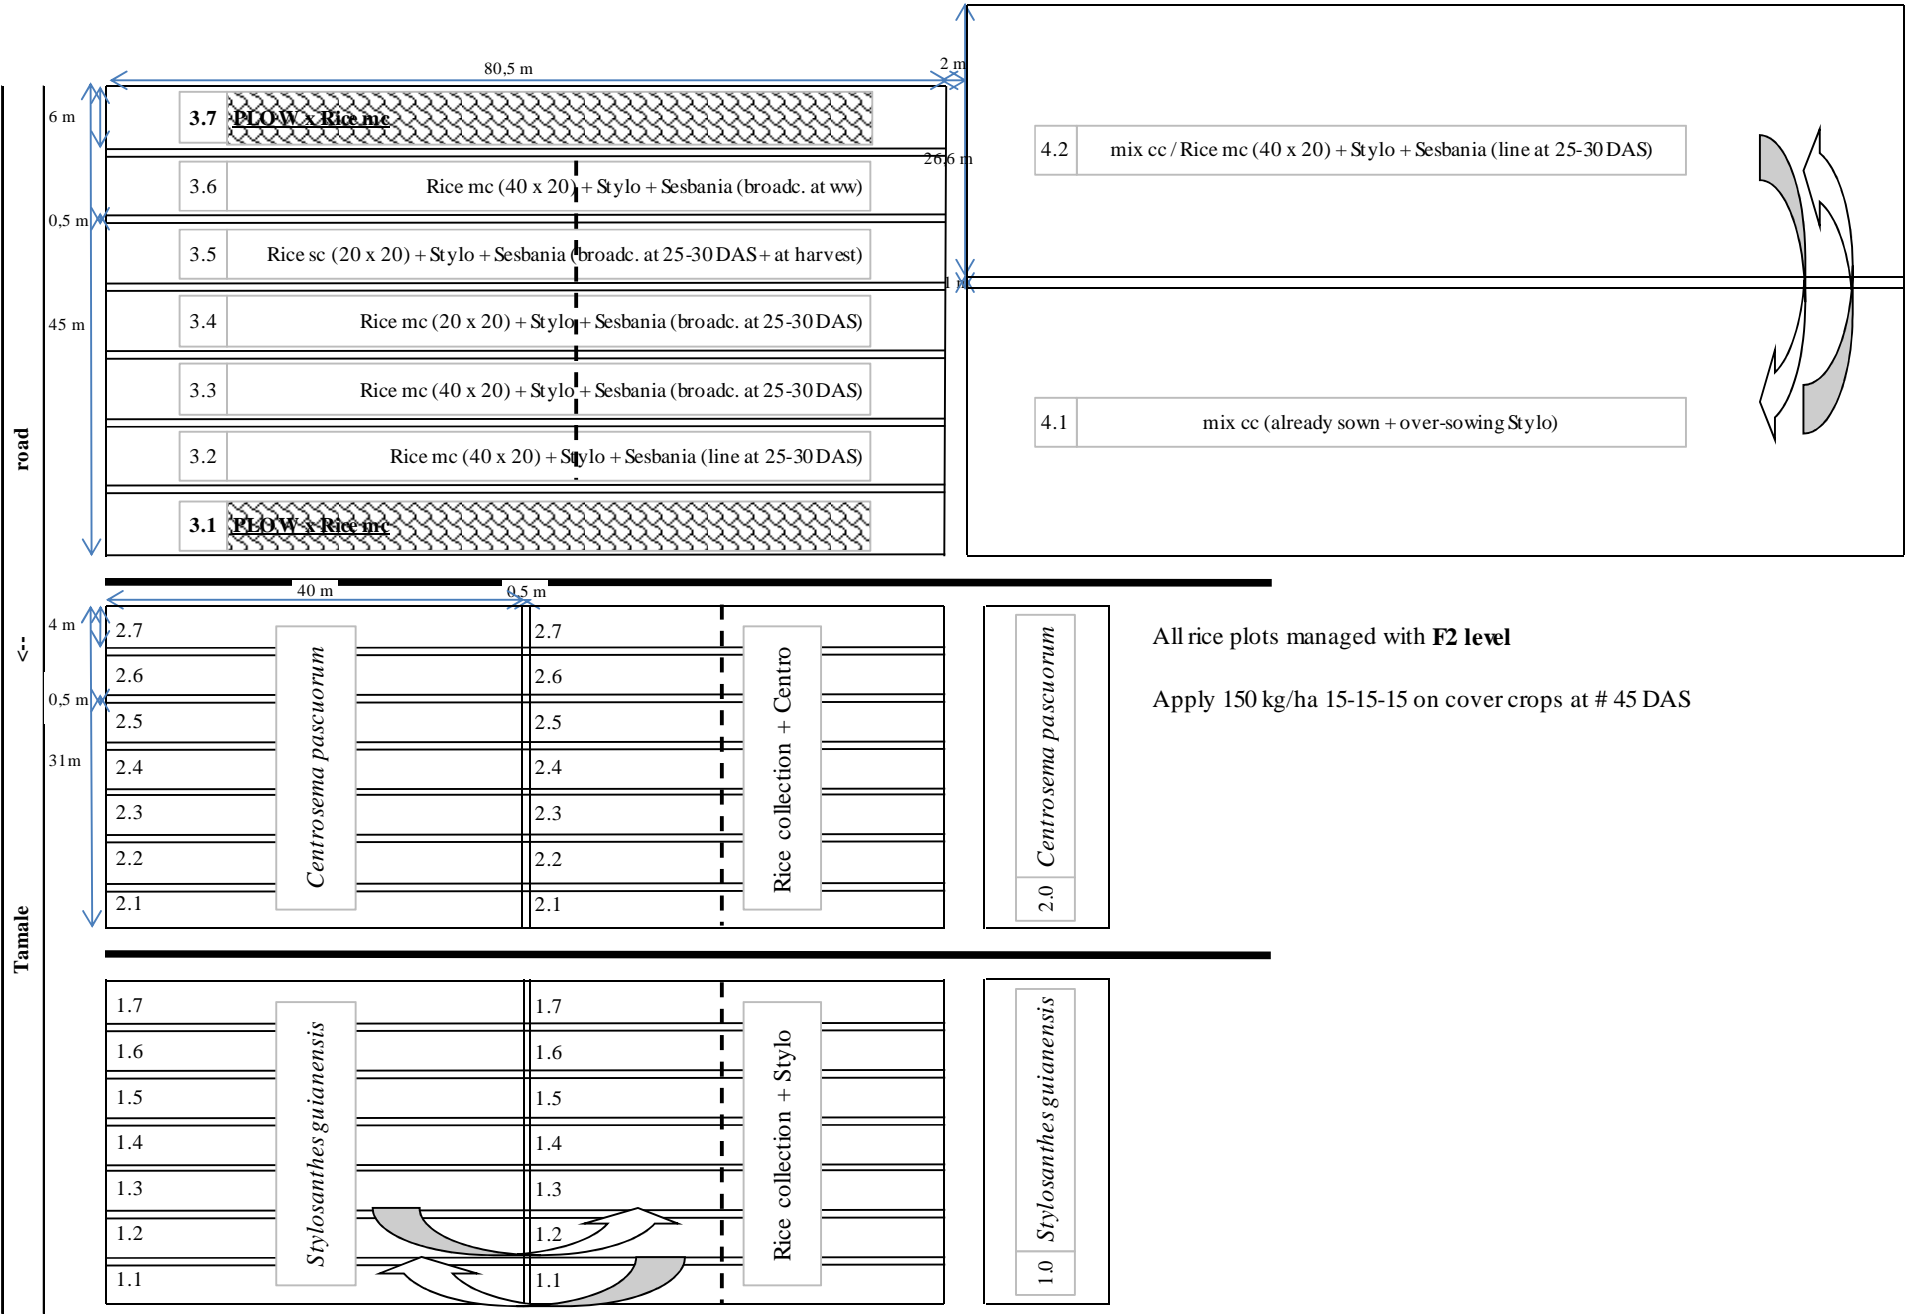 80,5 m
2 m
6 m
3.7 PLOW x Rice mc
26.6 m
4.2 mix cc / Rice mc (40 x 20) + Stylo + Sesbania (line at 25-30 DAS)
3.6 Rice mc (40 x 20) + Stylo + Sesbania (broadc. at ww)
0,5 m
3.5 Rice sc (20 x 20) + Stylo + Sesbania (broadc. at 25-30 DAS + at harvest)
1 m
45 m
3.4 Rice mc (20 x 20) + Stylo + Sesbania (broadc. at 25-30 DAS)
3.3 Rice mc (40 x 20) + Stylo + Sesbania (broadc. at 25-30 DAS)
4.1 mix cc (already sown + over-sowing Stylo)
road
3.2 Rice mc (40 x 20) + Stylo + Sesbania (line at 25-30 DAS)
3.1 PLOW x Rice mc
40 m
0,5 m
4 m
<--
0,5 m
31m
Tamale
2.7
2.6
2.5
2.4
2.3
2.2
2.1
Centrosema pascuorum
2.7
2.6
2.5
2.4
2.3
2.2
2.1
Rice collection + Centro
2.0 Centrosema pascuorum
All rice plots managed with F2 level
Apply 150 kg/ha 15-15-15 on cover crops at # 45 DAS
1.7
1.6
1.5
1.4
1.3
1.2
1.1
Stylosanthes guianensis
1.7
1.6
1.5
1.4
1.3
1.2
1.1
Rice collection + Stylo
1.0 Stylosanthes guianensis